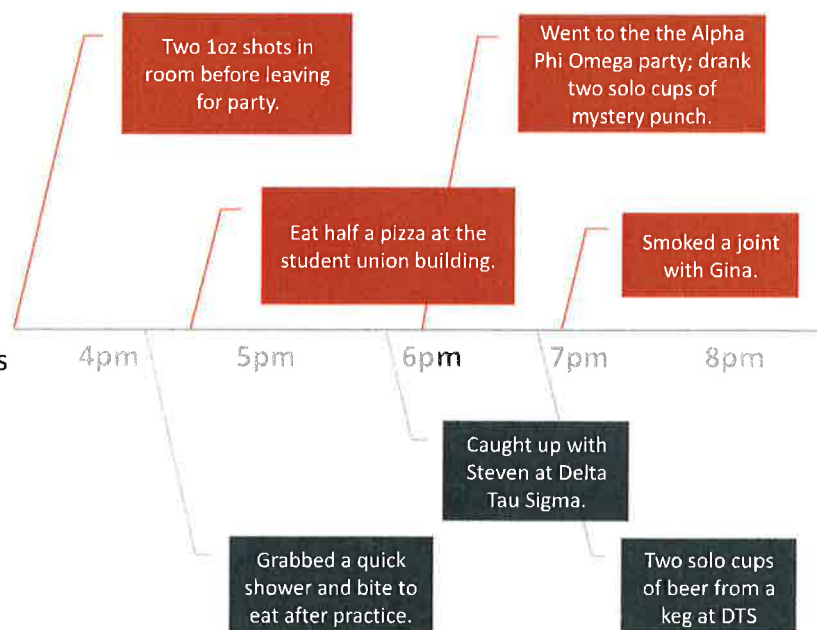 Two 1oz shots in
room before leaving
for party.
Went to the the Alpha
Phi Omega party; drank
two solo cups of
mystery punch.
Eat half a pizza at the
student union building.
Smoked a joint
with Gina.
s
4pm
5pm
6pm
7pm
8pm
Caught up with
Steven at Delta
Tau Sigma.
Grabbed a quick
shower and bite to
eat after practice.
Two solo cups
of beer from a
keg at DTS